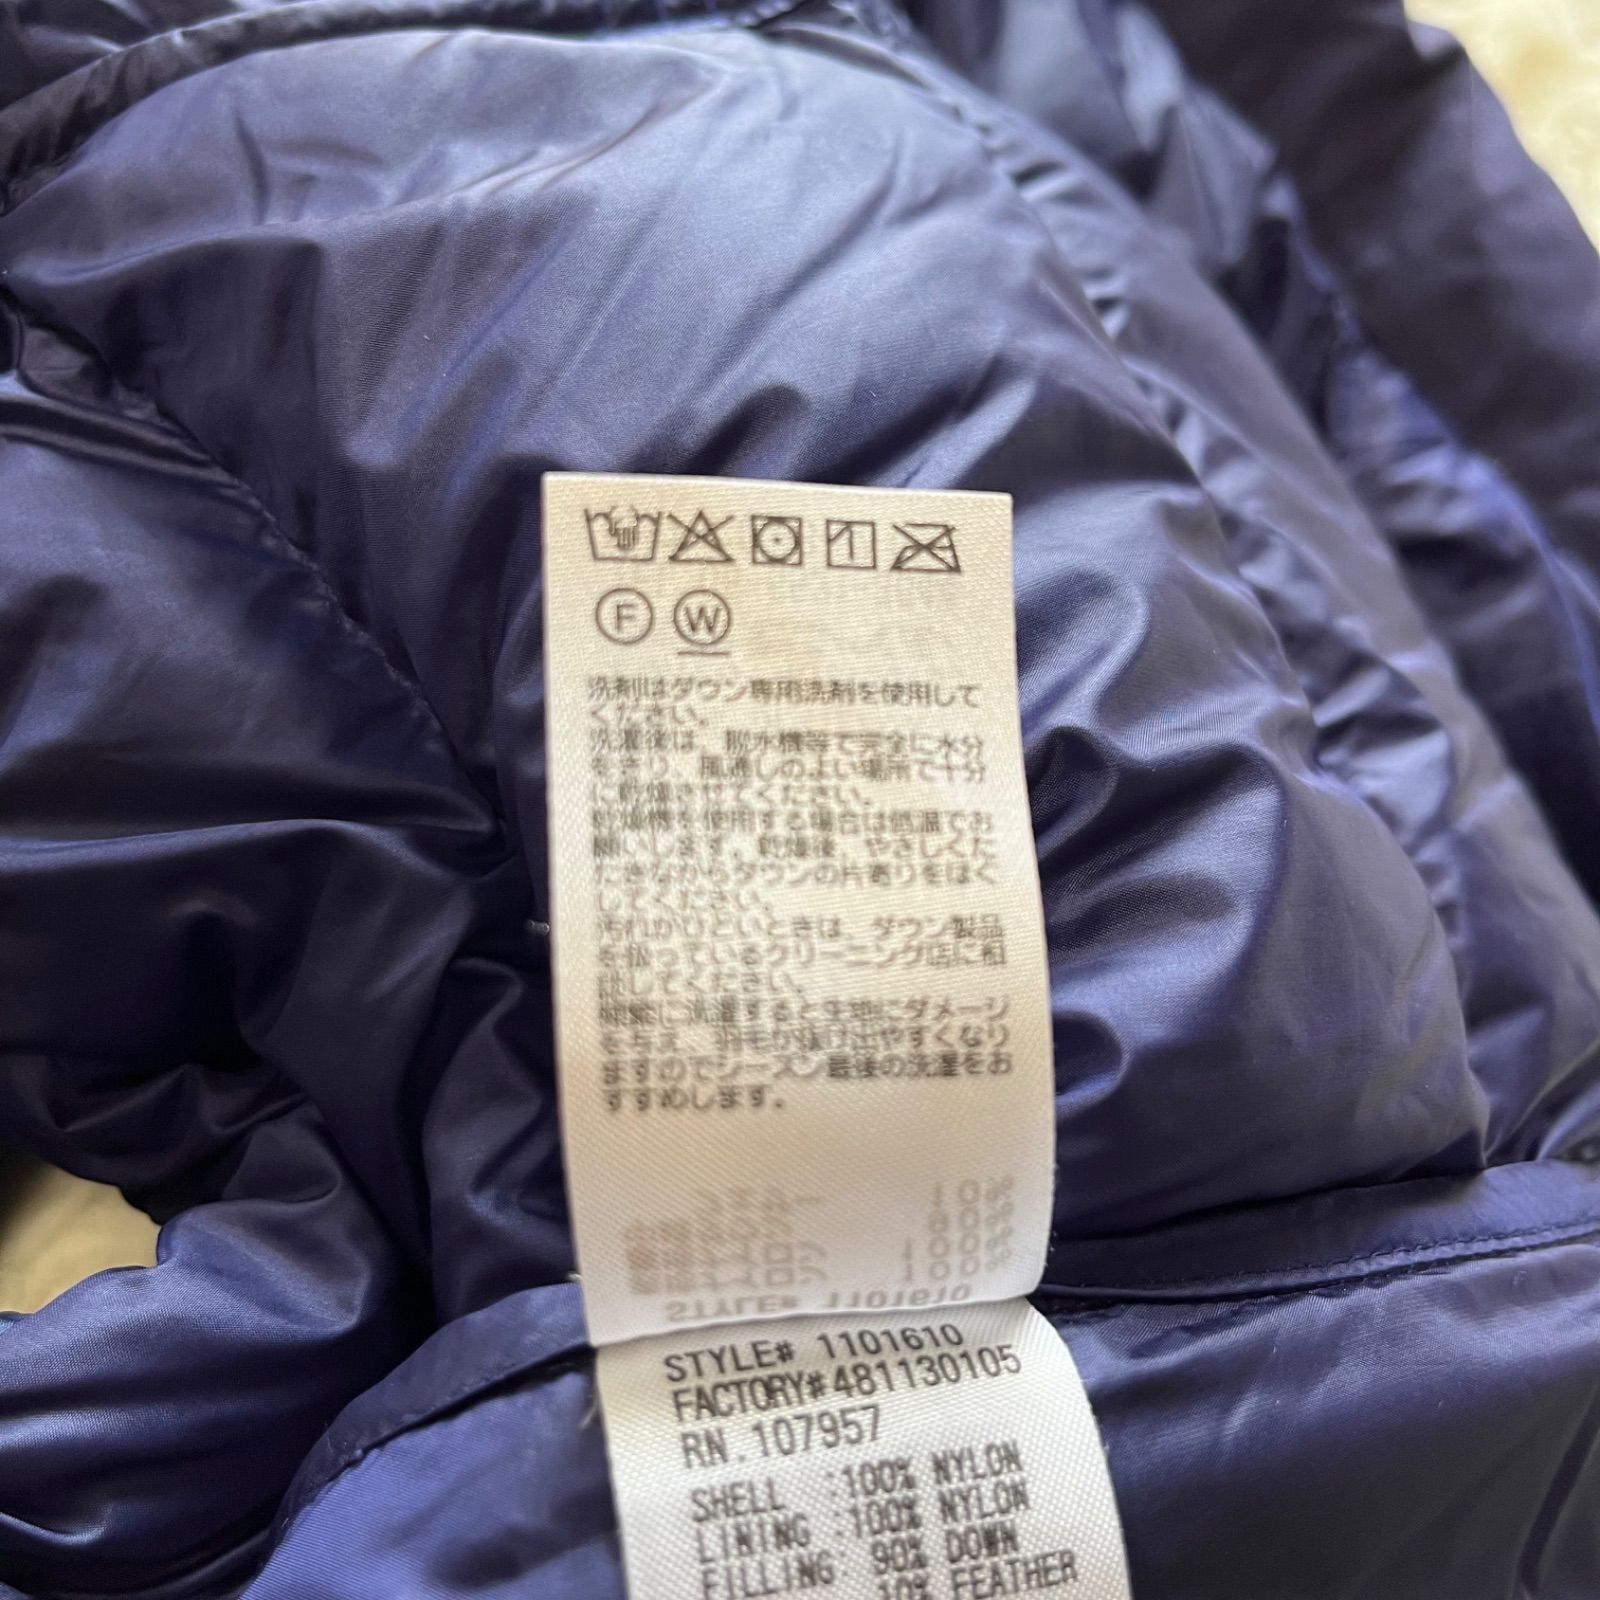 F W
洗剤はダウン専用洗剤を使用して
ください。
洗濯後は、脱水機等で完全に水分
を きり、風通しのよい場所で十分
に乾燥させてください。
乾燥機を使用する場合は低温でお
願いします。乾燥後、やさしくた
たきながらダウンの片寄りをほぐ
してください。
汚れがひどいときは、ダウン製品
を扱っているクリーニング店に相
談してください。
頻繁に洗濯すると生地にダメージ
を与え、羽毛が抜け出やすくなり
ますのでシーズン最後の洗濯をお
すすめします。
STYLE# 1101610
FACTORY#481130105
RN.107957
SHELL :100% NYLON
LINING :100% NYLON
FILLING 90% DOWN
10% FEATHER